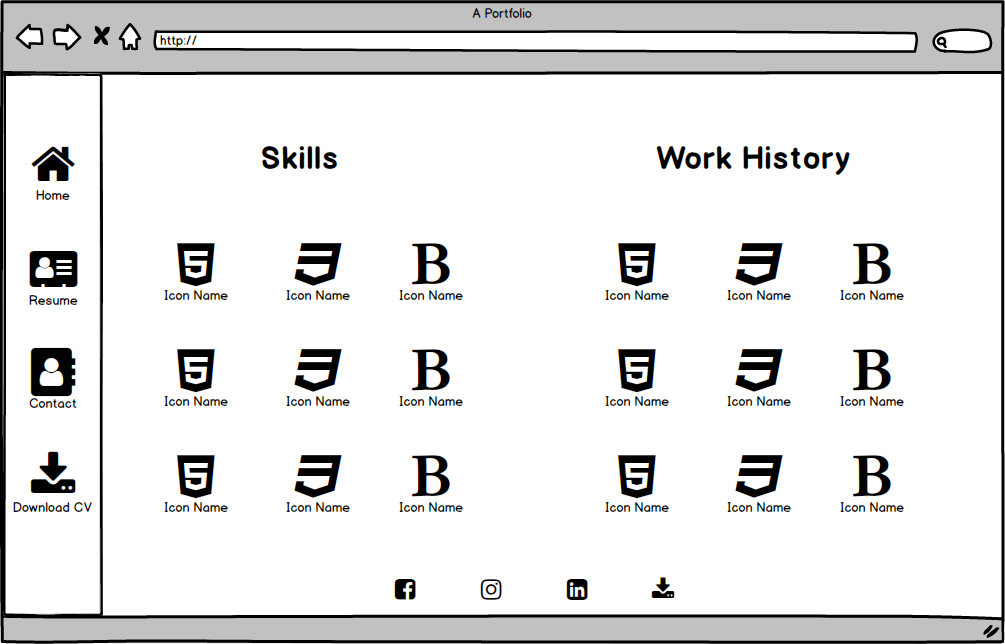 A Portfolio
http://
Home
Resume
Contact
Download CV
Skills
Work History
Icon Name Icon Name Icon Name Icon Name Icon Name Icon Name
Icon Name Icon Name Icon Name Icon Name Icon Name Icon Name
Icon Name Icon Name Icon Name Icon Name Icon Name Icon Name